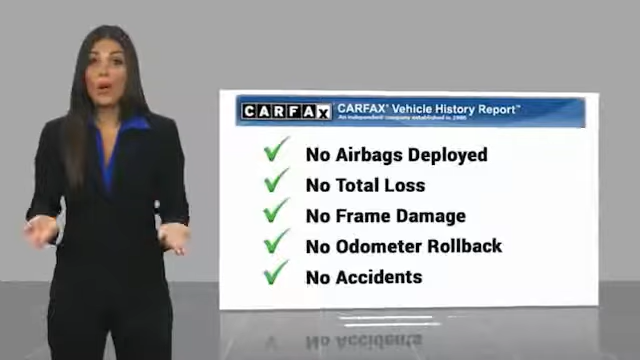 CARFAX CARFAX® Vehicle History Report™
An independent company established in 1986
No Airbags Deployed
No Total Loss
No Frame Damage
No Odometer Rollback
No Accidents